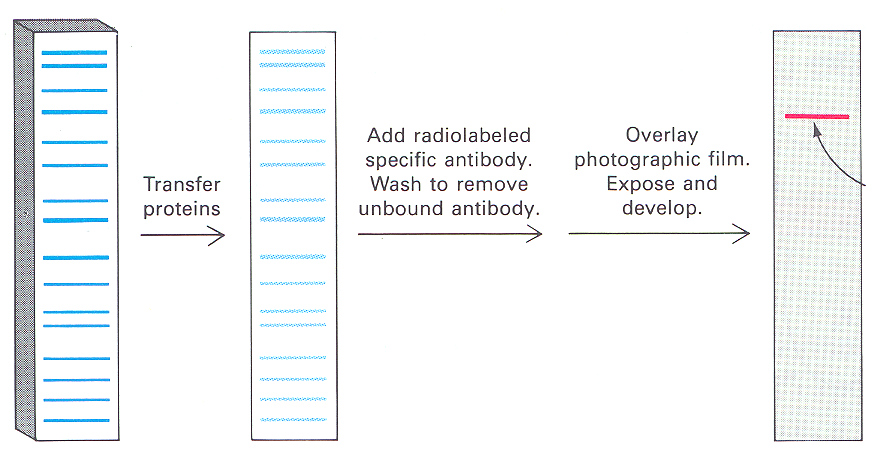 Transfer
proteins
Add radiolabeled
specific antibody.
Wash to remove
unbound antibody.
Overlay
photographic film.
Expose and
develop.